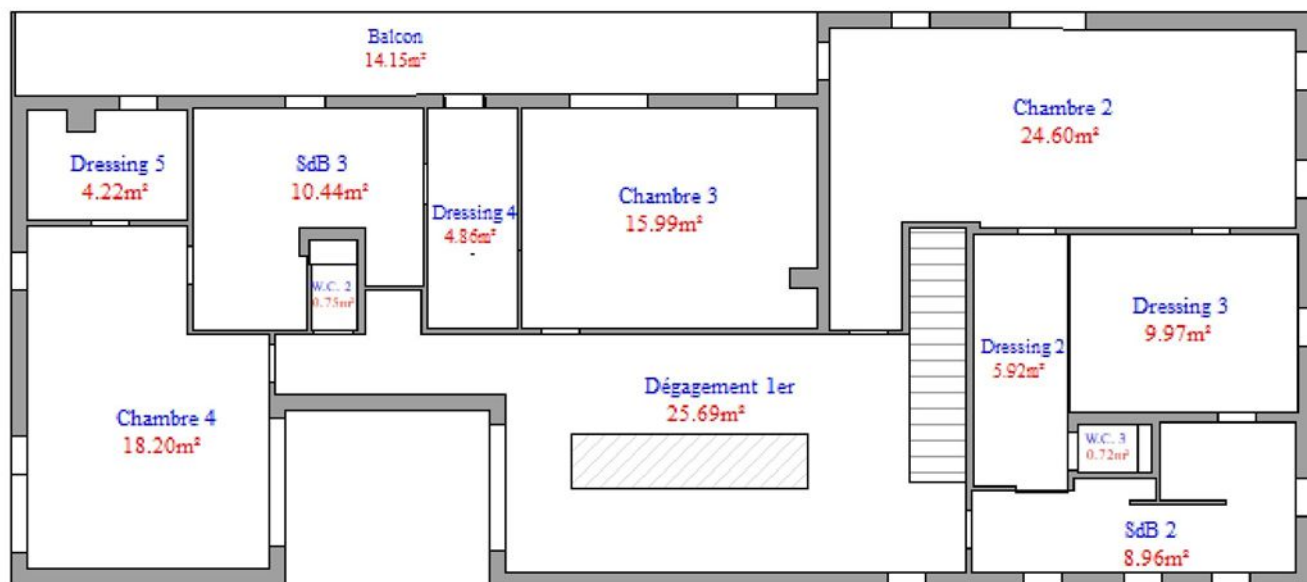 Balcon
14.15m²
Chambre 2
24.60m²
Dressing 5
4.22m²
SdB 3
10.44m²
Dressing 4
4.86m²
Chambre 3
15.99m²
W.C. 2
0.75m²
Dressing 3
9.97m²
Dressing 2
5.92m²
Chambre 4
18.20m²
Dégagement 1er
25.69m²
W.C. 3
0.72m²
SdB 2
8.96m²